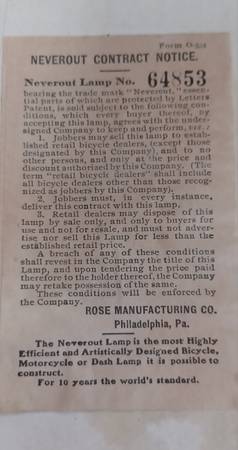 Form O-
NEVEROUT CONTRACT NOTICE.
Neverout Lamp No. 64853
bearing the trade mark "Neverout," essen-
tial parts of which are protected by Letters
Patent, is sold subject to the following con-
ditions, which every buyer thereof, by
accepting this lamp, agrees with the under-
signed Company to keep and perform,
1. Jobbers may sell this lamp to estab-
lished retail bicycle dealers, (except those
designated by this Company), and to no
other persons, and only at the price and
discount authorised by this Company. (The
term "retail bicycle dealers" shall include
all bicycle dealers other than those recog-
nized as jobbers by this Company).
2. Jobbers must, in every instance,
deliver this contract with this lamp.
3. Retail dealers may dispose of this
lamp by sale only, and only to buyers for
use and not for resale, and must not adver-
tise nor sell this Lamp for less than the
established retail price.
A breach of any of these conditions
shall revest in the Company the title of this
Lamp, and upon tendering the price paid
therefore to the holder thereof, the Company
may retake possession of the same.
These conditions will be enforced by
the Company.
ROSE MANUFACTURING CO.
Philadelphia, Pa.
The Neverout Lamp is the most Highly
Efficient and Artistically Designed Bicycle,
Motorcycle or Dash Lamp it is possible to
construct.
For 10 years the world's standard.